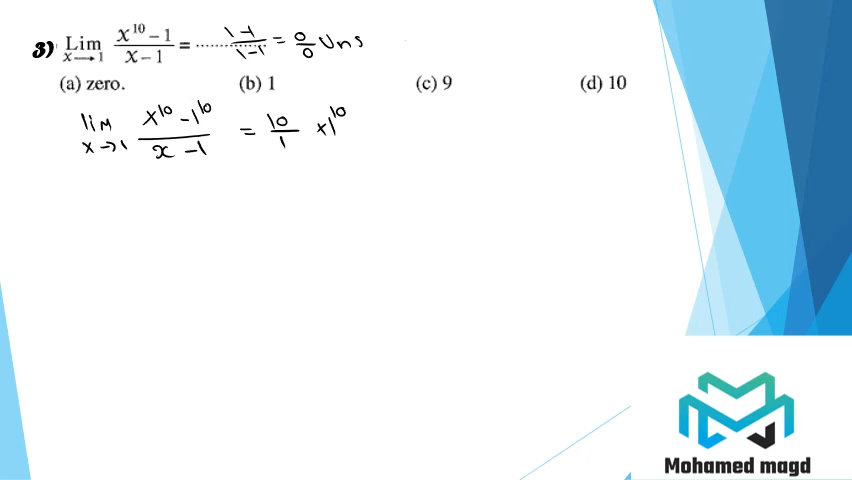 3) Lim x→1 x^10 − 1 / x − 1 = .............. 1−1 / 1−1 = 0/0 Uns
(a) zero. (b) 1 (c) 9 (d) 10
lim x→1 x^10 − 1^10 / x − 1 = 10/1 × 1^10
Mohamed magd